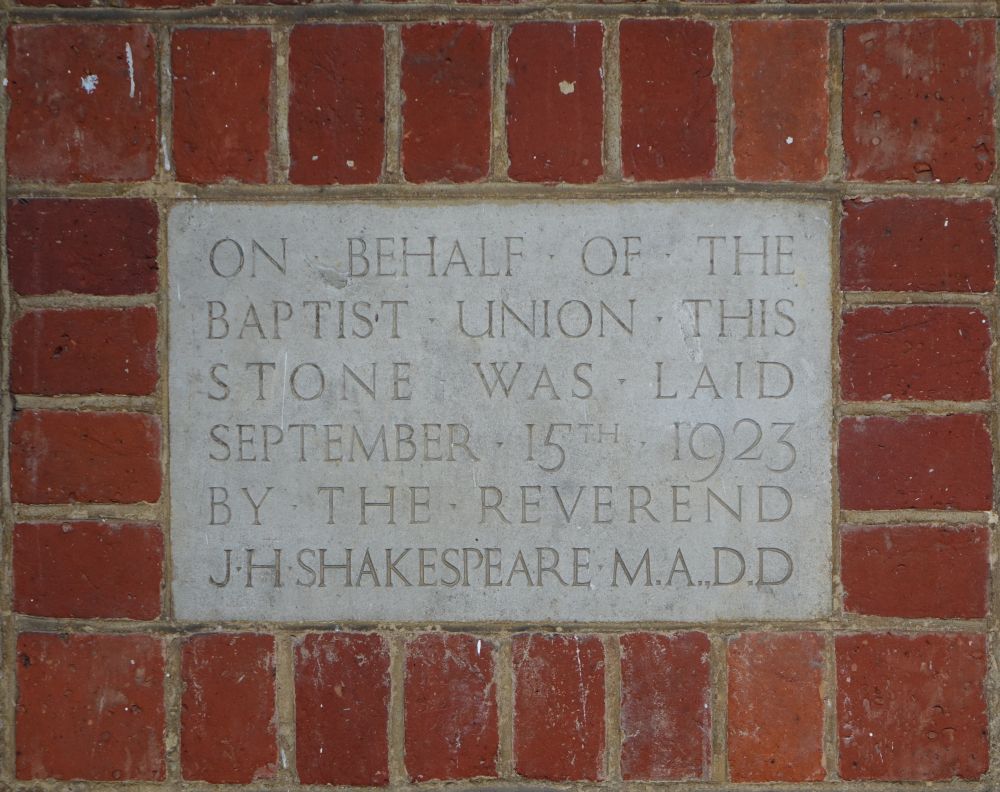 ON · BEHALF · OF · THE
BAPTIST · UNION · THIS
STONE · WAS · LAID
SEPTEMBER · 15TH · 1923
BY · THE · REVEREND
J·H·SHAKESPEARE·M.A.,D.D